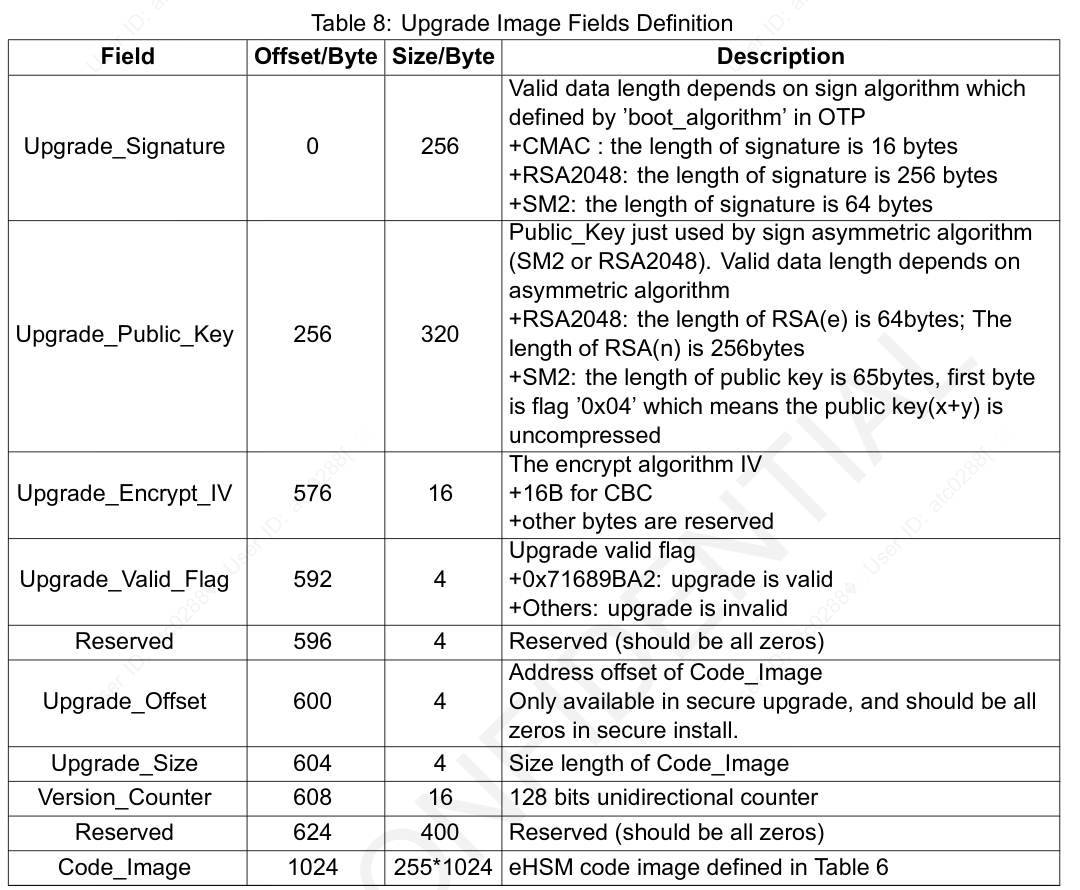 Table 8: Upgrade Image Fields Definition
Field Offset/Byte Size/Byte Description
Upgrade_Signature 0 256 Valid data length depends on sign algorithm which
defined by ’boot_algorithm’ in OTP
+CMAC : the length of signature is 16 bytes
+RSA2048: the length of signature is 256 bytes
+SM2: the length of signature is 64 bytes
Upgrade_Public_Key 256 320 Public_Key just used by sign asymmetric algorithm
(SM2 or RSA2048). Valid data length depends on
asymmetric algorithm
+RSA2048: the length of RSA(e) is 64bytes; The
length of RSA(n) is 256bytes
+SM2: the length of public key is 65bytes, first byte
is flag ’0x04’ which means the public key(x+y) is
uncompressed
Upgrade_Encrypt_IV 576 16 The encrypt algorithm IV
+16B for CBC
+other bytes are reserved
Upgrade_Valid_Flag 592 4 Upgrade valid flag
+0x71689BA2: upgrade is valid
+Others: upgrade is invalid
Reserved 596 4 Reserved (should be all zeros)
Upgrade_Offset 600 4 Address offset of Code_Image
Only available in secure upgrade, and should be all
zeros in secure install.
Upgrade_Size 604 4 Size length of Code_Image
Version_Counter 608 16 128 bits unidirectional counter
Reserved 624 400 Reserved (should be all zeros)
Code_Image 1024 255*1024 eHSM code image defined in Table 6